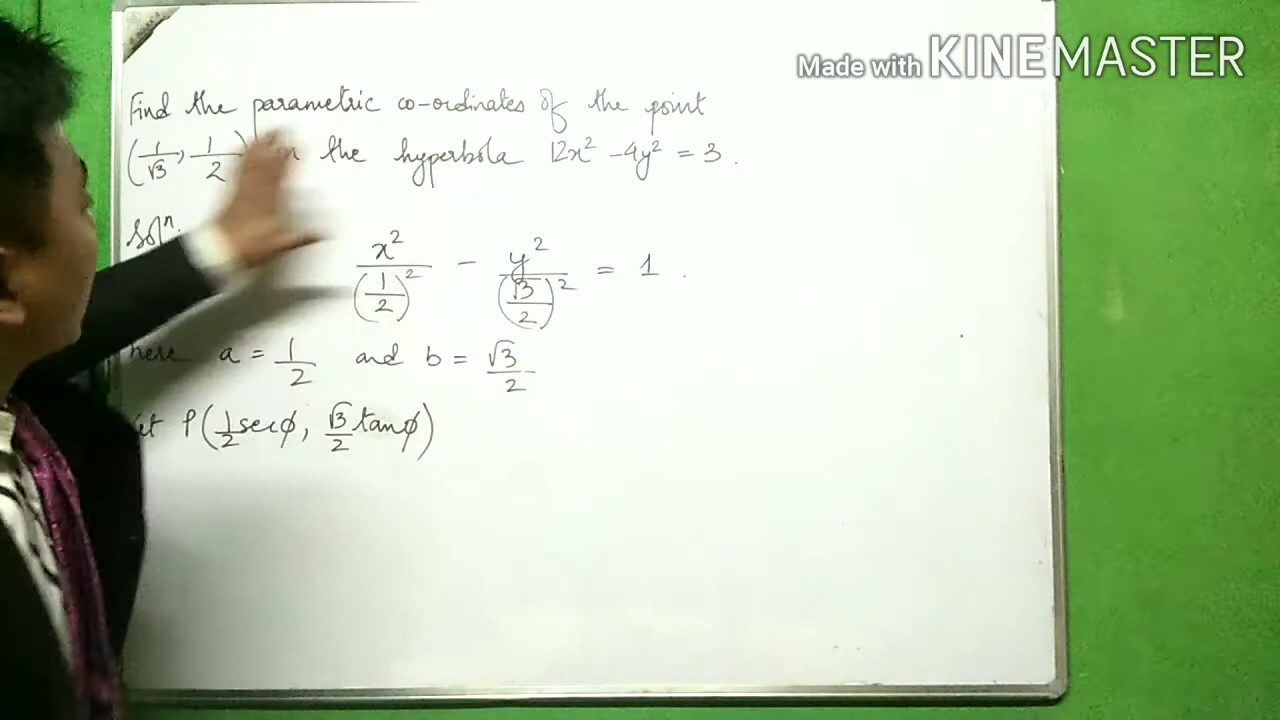 Made with KINEMASTER
Find the parametric co-ordinates of the point
(1/√3, 1/2) the hyperbola 12x² - 4y² = 3.
Solⁿ.
x²/(1/2)² - y²/(√3/2)² = 1.
here a = 1/2 and b = √3/2
P(1/2 secϕ, √3/2 tanϕ)